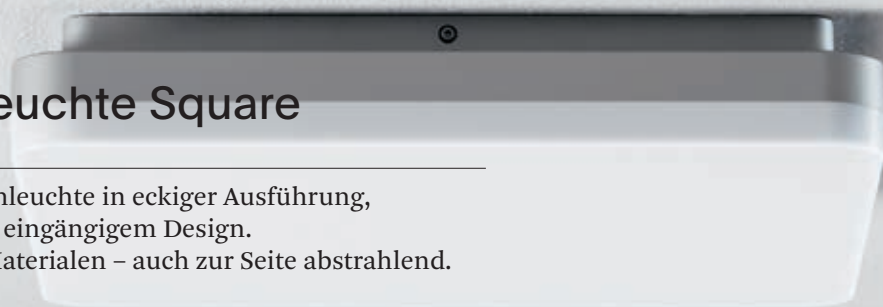 euchte Square
nleuchte in eckiger Ausführung,
eingängigem Design.
Materialen – auch zur Seite abstrahlend.